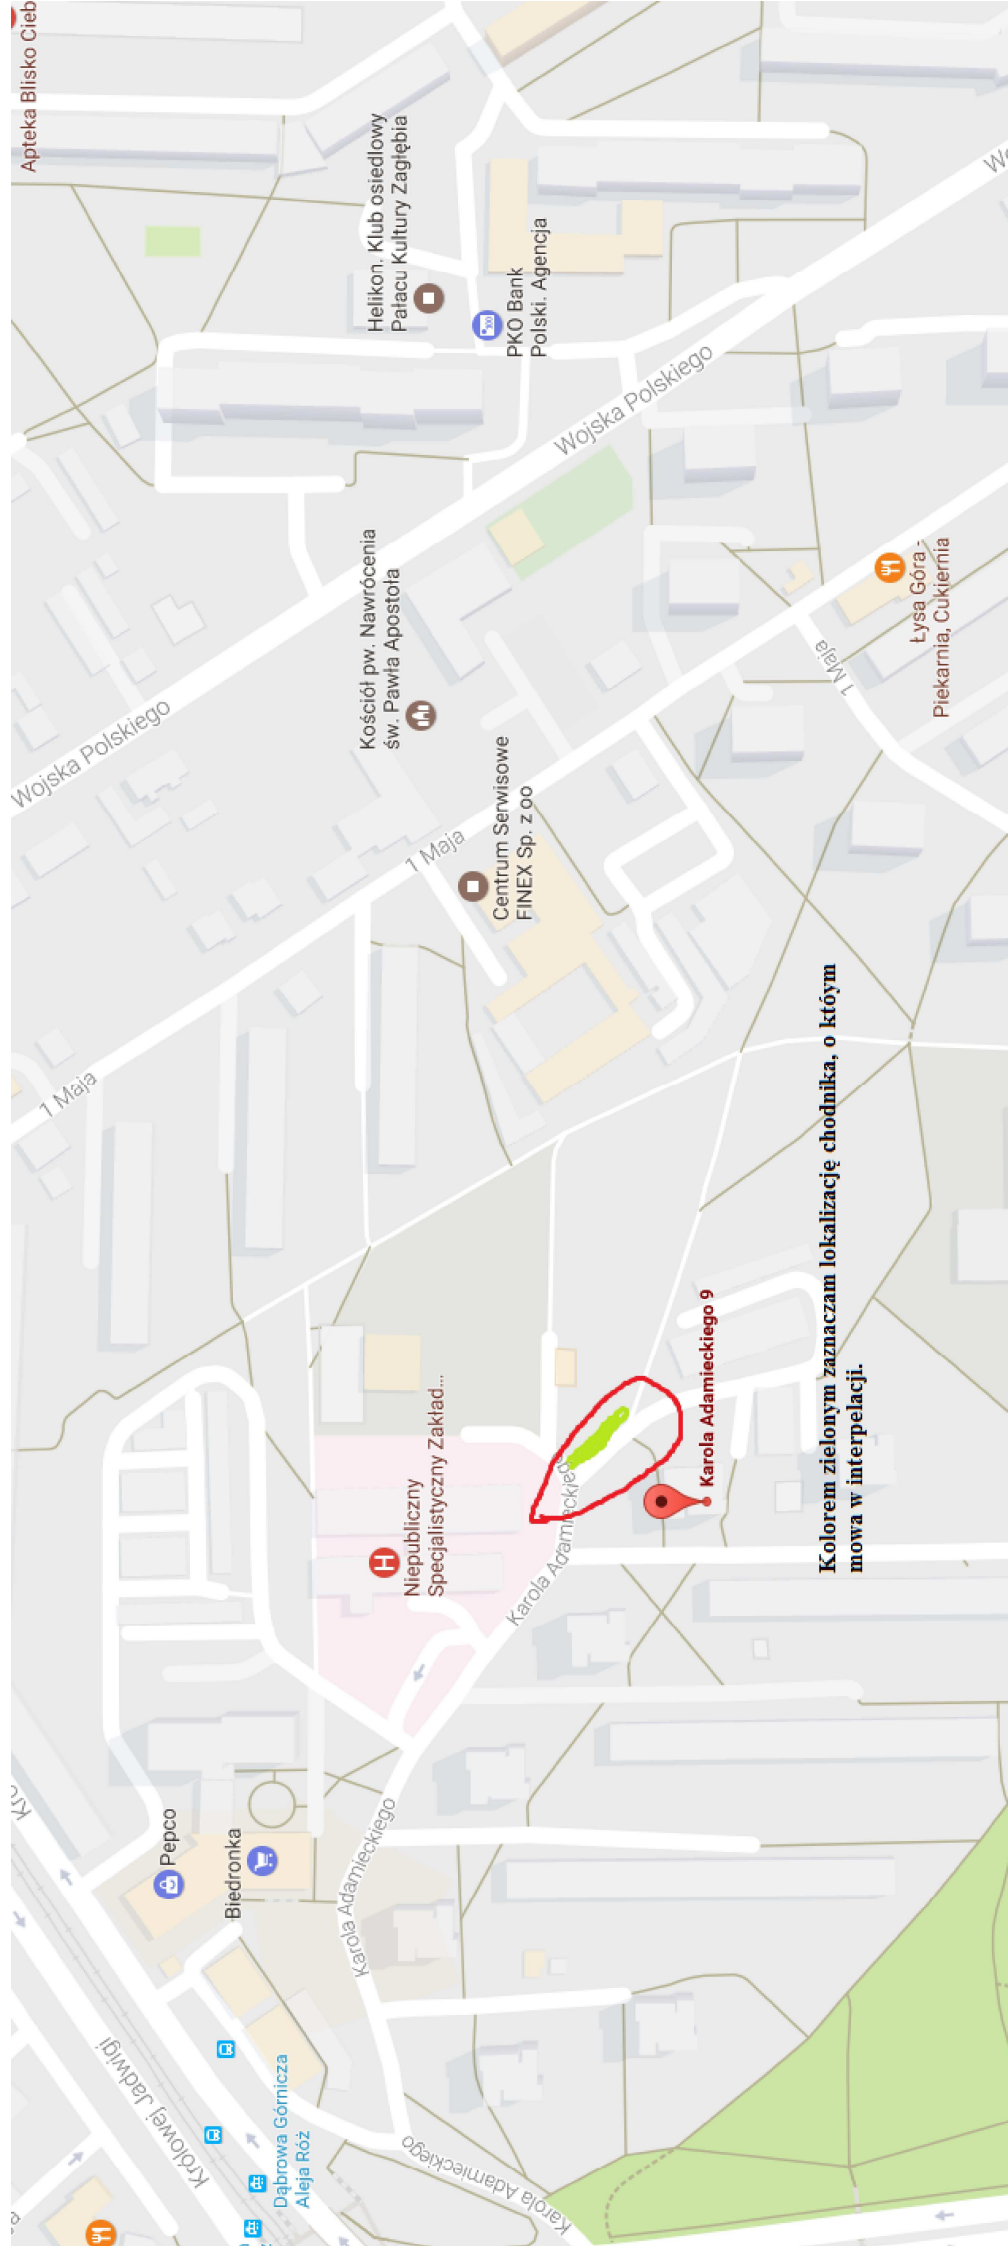 Apteka Blisko Cieb
Helikon. Klub osiedlowy
Pałacu Kultury Zagłębia
PKO Bank
Polski. Agencja
Wojska Polskiego
Wojska Polskiego
Kościół pw. Nawrócenia
św. Pawła Apostoła
Łysa Góra -
Piekarnia, Cukiernia
1 Maja
1 Maja
1 Maja
Centrum Serwisowe
FINEX Sp. z oo
Niepubliczny
Specjalistyczny Zakład...
H
Karola Adamieckieg
Karola Adamieckiego 9
Kolorem zielonym zaznaczam lokalizację chodnika, o któym
mowa w interpelacji.
Pepco
Biedronka
Karola Adamieckiego
Królowej Jadwigi
Dąbrowa Górnicza
Aleja Róż
Karola Adamieckiego
Karola Adamieckiego